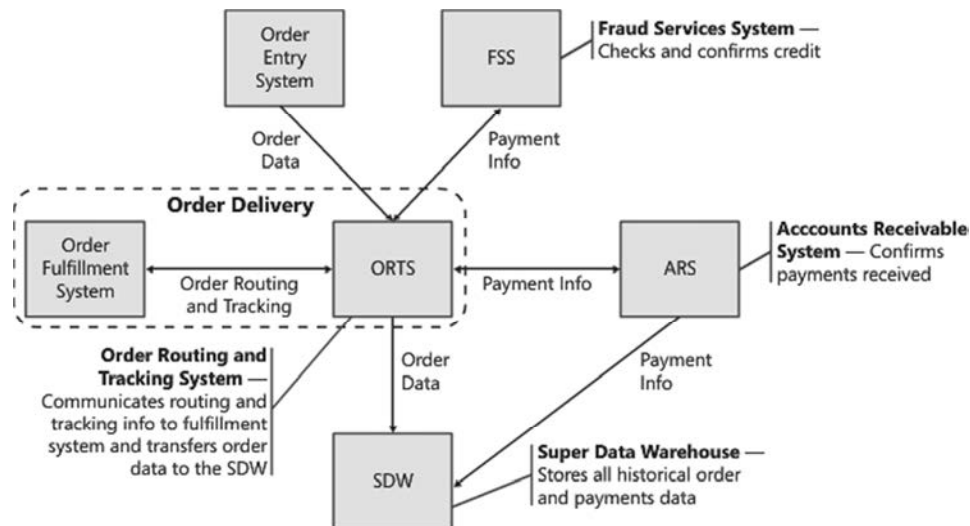 Order
Entry
System
FSS
Fraud Services System —
Checks and confirms credit
Order
Data
Payment
Info
Order Delivery
Order
Fulfillment
System
Order Routing
and Tracking
ORTS
Payment Info
ARS
Acccounts Receivable
System — Confirms
payments received
Order Routing and
Tracking System —
Communicates routing and
tracking info to fulfillment
system and transfers order
data to the SDW
Order
Data
Payment
Info
SDW
Super Data Warehouse —
Stores all historical order
and payments data